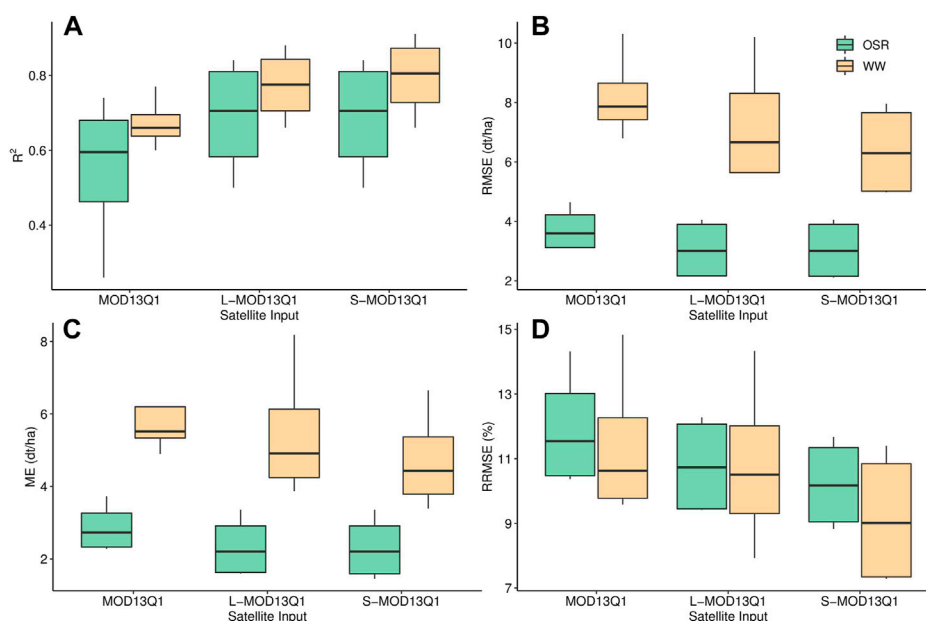 A
0.8
0.6
0.4
R²
MOD13Q1 L−MOD13Q1 S−MOD13Q1
Satellite Input
B
10
8
6
4
2
RMSE (dt/ha)
OSR
WW
MOD13Q1 L−MOD13Q1 S−MOD13Q1
Satellite Input
C
8
6
4
2
ME (dt/ha)
MOD13Q1 L−MOD13Q1 S−MOD13Q1
Satellite Input
D
15
13
11
9
7
RRMSE (%)
MOD13Q1 L−MOD13Q1 S−MOD13Q1
Satellite Input